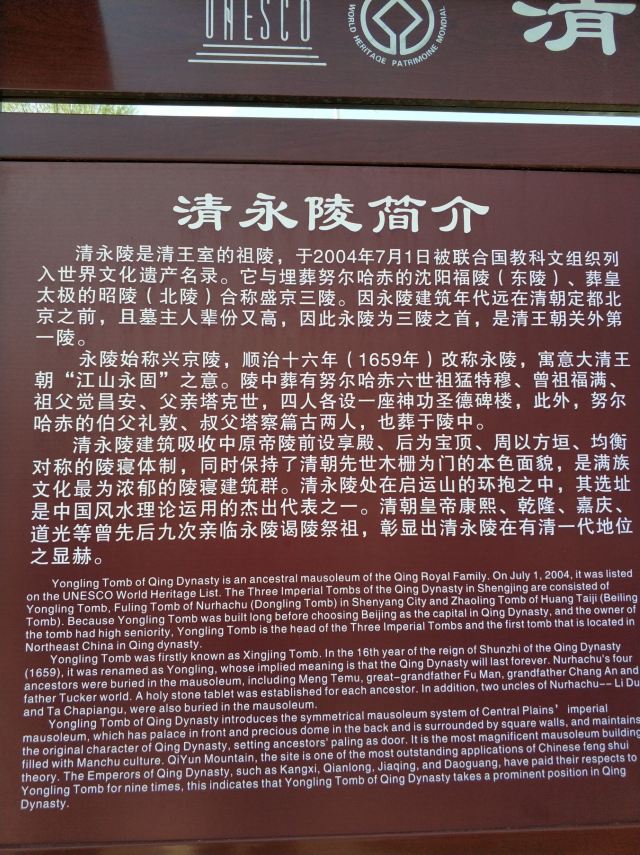 UNESCO
WORLD HERITAGE PATRIMOINE MONDIAL
清
清永陵简介
清永陵是清王室的祖陵，于2004年7月1日被联合国教科文组织列
入世界文化遗产名录。它与埋葬努尔哈赤的沈阳福陵（东陵）、葬皇
太极的昭陵（北陵）合称盛京三陵。因永陵建筑年代远在清朝定都北
京之前，且墓主人辈份又高，因此永陵为三陵之首，是清王朝关外第
一陵。
永陵始称兴京陵，顺治十六年（1659年）改称永陵，寓意大清王
朝“江山永固”之意。陵中葬有努尔哈赤六世祖猛特穆、曾祖福满、
祖父觉昌安、父亲塔克世，四人各设一座神功圣德碑楼，此外，努尔
哈赤的伯父礼敦、叔父塔察篇古两人，也葬于陵中。
清永陵建筑吸收中原帝陵前设享殿、后为宝顶、周以方垣、均衡
对称的陵寝体制，同时保持了清朝先世木栅为门的本色面貌，是满族
文化最为浓郁的陵寝建筑群。清永陵处在启运山的环抱之中，其选址
是中国风水理论运用的杰出代表之一。清朝皇帝康熙、乾隆、嘉庆、
道光等曾先后九次亲临永陵谒陵祭祖，彰显出清永陵在有清一代地位
之显赫。
Yongling Tomb of Qing Dynasty is an ancestral mausoleum of the Qing Royal Family. On July 1, 2004, it was listed
on the UNESCO World Heritage List. The Three Imperial Tombs of the Qing Dynasty in Shengjing are consisted of
Yongling Tomb, Fuling Tomb of Nurhachu (Dongling Tomb) in Shenyang City and Zhaoling Tomb of Huang Taiji (Beiling
Tomb). Because Yongling Tomb was built long before choosing Beijing as the capital in Qing Dynasty, and the owner of
the tomb had high seniority, Yongling Tomb is the head of the Three Imperial Tombs and the first tomb that is located in
Northeast China in Qing dynasty.
Yongling Tomb was firstly known as Xingjing Tomb. In the 16th year of the reign of Shunzhi of the Qing Dynasty
(1659), it was renamed as Yongling, whose implied meaning is that the Qing Dynasty will last forever. Nurhachu's four
ancestors were buried in the mausoleum, including Meng Temu, great-grandfather Fu Man, grandfather Chang An and
father Tucker world. A holy stone tablet was established for each ancestor. In addition, two uncles of Nurhachu-- Li Du
and Ta Chapiangu, were also buried in the mausoleum.
Yongling Tomb of Qing Dynasty introduces the symmetrical mausoleum system of Central Plains' imperial
mausoleum, which has palace in front and precious dome in the back and is surrounded by square walls, and maintains
the original character of Qing Dynasty, setting ancestors' paling as door. It is the most magnificent mausoleum building
filled with Manchu culture. QiYun Mountain, the site is one of the most outstanding applications of Chinese feng shui
theory. The Emperors of Qing Dynasty, such as Kangxi, Qianlong, Jiaqing, and Daoguang, have paid their respects to
Yongling Tomb for nine times, this indicates that Yongling Tomb of Qing Dynasty takes a prominent position in Qing
Dynasty.